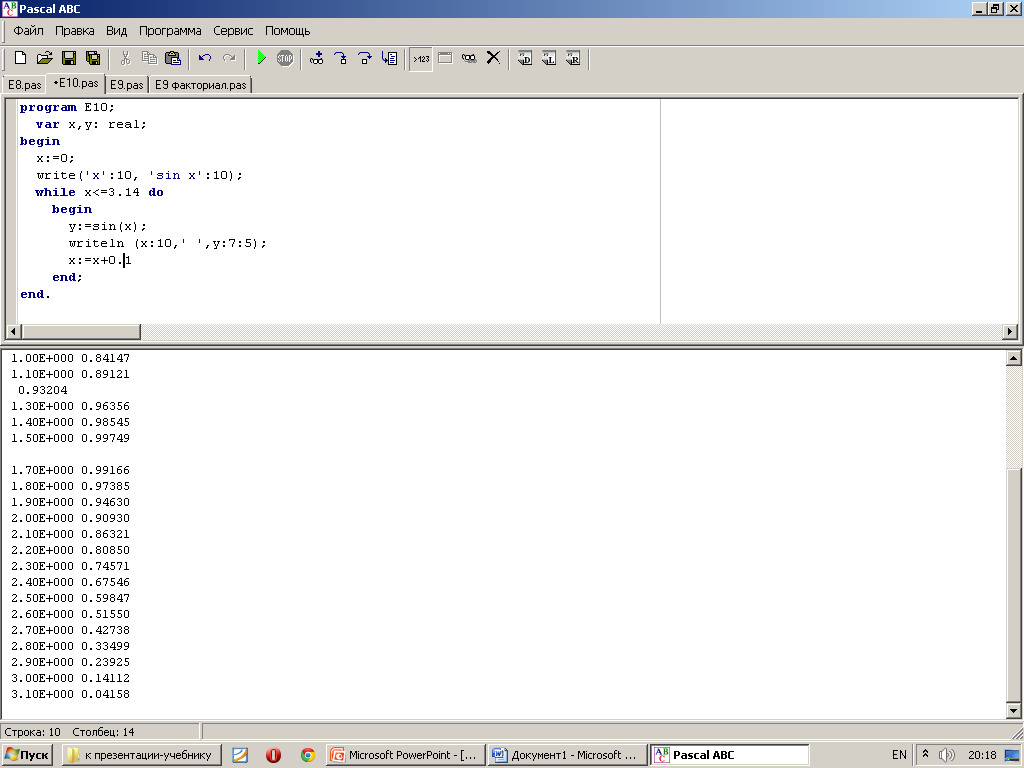 Pascal ABC
Файл Правка Вид Программа Сервис Помощь
STOP >123 D L R
E8.pas •E10.pas E9.pas E9 Факториал.pas
program E10;
var x,y: real;
begin
x:=0;
write('x':10, 'sin x':10);
while x<=3.14 do
begin
y:=sin(x);
writeln (x:10,' ',y:7:5);
x:=x+0.1
end;
end.
1.00E+000 0.84147
1.10E+000 0.89121
0.93204
1.30E+000 0.96356
1.40E+000 0.98545
1.50E+000 0.99749
1.70E+000 0.99166
1.80E+000 0.97385
1.90E+000 0.94630
2.00E+000 0.90930
2.10E+000 0.86321
2.20E+000 0.80850
2.30E+000 0.74571
2.40E+000 0.67546
2.50E+000 0.59847
2.60E+000 0.51550
2.70E+000 0.42738
2.80E+000 0.33499
2.90E+000 0.23925
3.00E+000 0.14112
3.10E+000 0.04158
Строка: 10 Столбец: 14
Пуск к презентации-учебнику Microsoft PowerPoint - [... Документ1 - Microsoft ... Pascal ABC EN 20:18